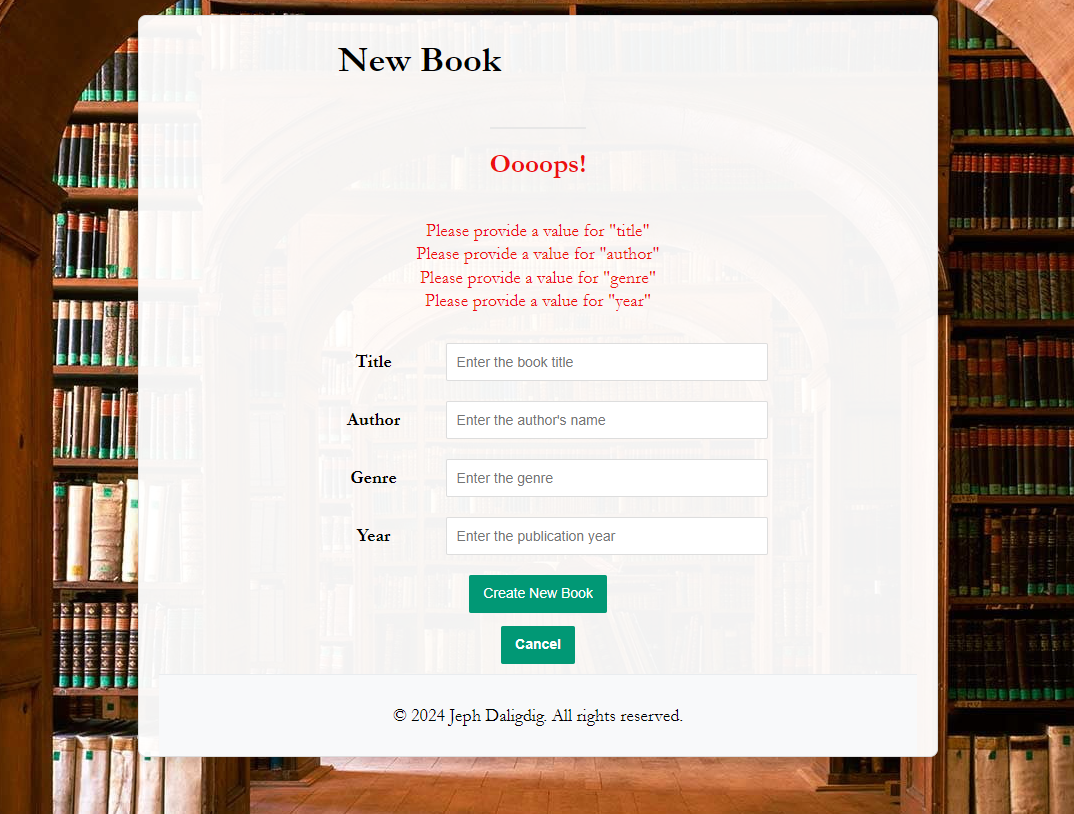 New Book
Oooops!
Please provide a value for "title"
Please provide a value for "author"
Please provide a value for "genre"
Please provide a value for "year"
Title
Enter the book title
Author
Enter the author's name
Genre
Enter the genre
Year
Enter the publication year
Create New Book
Cancel
© 2024 Jeph Daligdig. All rights reserved.